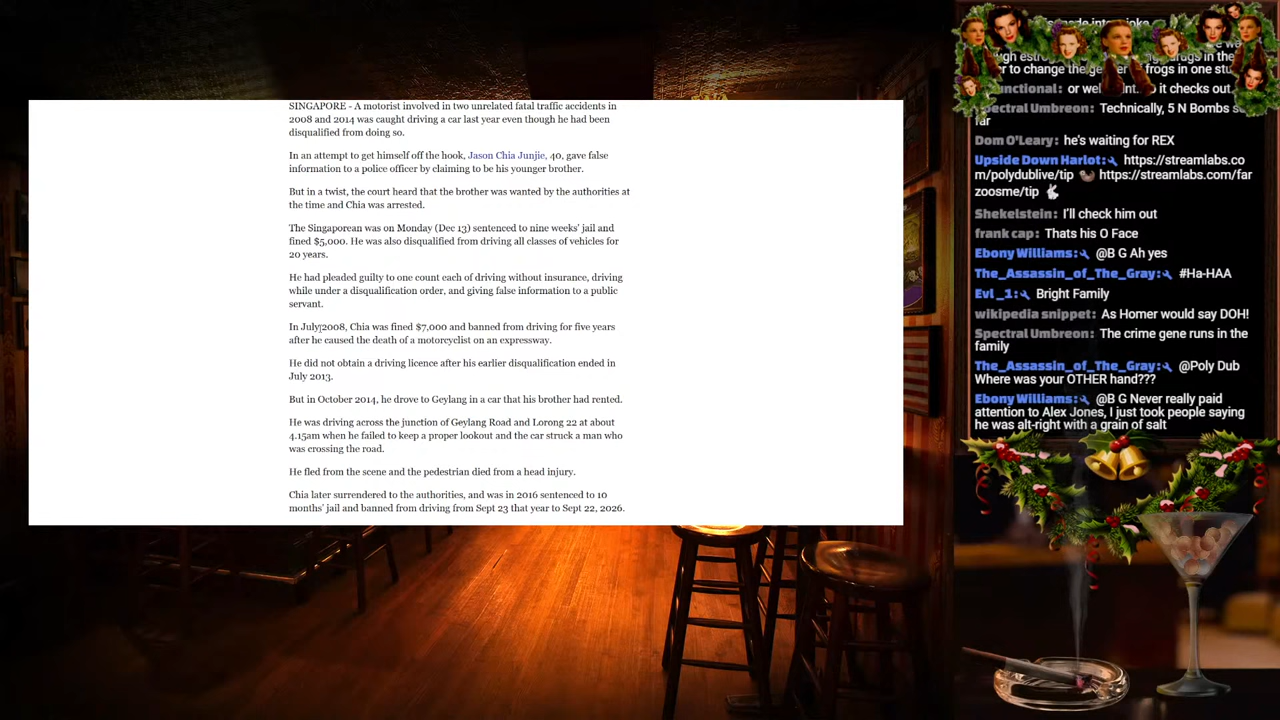 SINGAPORE - A motorist involved in two unrelated fatal traffic accidents in
2008 and 2014 was caught driving a car last year even though he had been
disqualified from doing so.
In an attempt to get himself off the hook, Jason Chia Junjie, 40, gave false
information to a police officer by claiming to be his younger brother.
But in a twist, the court heard that the brother was wanted by the authorities at
the time and Chia was arrested.
The Singaporean was on Monday (Dec 13) sentenced to nine weeks' jail and
fined $5,000. He was also disqualified from driving all classes of vehicles for
20 years.
He had pleaded guilty to one count each of driving without insurance, driving
while under a disqualification order, and giving false information to a public
servant.
In July 2008, Chia was fined $7,000 and banned from driving for five years
after he caused the death of a motorcyclist on an expressway.
He did not obtain a driving licence after his earlier disqualification ended in
July 2013.
But in October 2014, he drove to Geylang in a car that his brother had rented.
He was driving across the junction of Geylang Road and Lorong 22 at about
4.15am when he failed to keep a proper lookout and the car struck a man who
was crossing the road.
He fled from the scene and the pedestrian died from a head injury.
Chia later surrendered to the authorities, and was in 2016 sentenced to 10
months' jail and banned from driving from Sept 23 that year to Sept 22, 2026.
drugs in the
to change the frogs in one
it checks out.
Umbreon: Technically, 5 N Bombs so
far
Dom O'Leary: he's waiting for REX
Upside Down Harlot: https://streamlabs.co
m/polydublive/tip https://streamlabs.com/far
zoosme/tip
Shekelstein: I'll check him out
frank cap: Thats his O Face
Ebony Williams: @B G Ah yes
The_Assassin_of_The_Gray: #Ha-HAA
Evl_1: Bright Family
wikipedia snippet: As Homer would say DOH!
Spectral Umbreon: The crime gene runs in the
family
The_Assassin_of_The_Gray: @Poly Dub
Where was your OTHER hand???
Ebony Williams: @B G Never really paid
attention to Alex Jones, I just took people saying
he was alt-right with a grain of salt